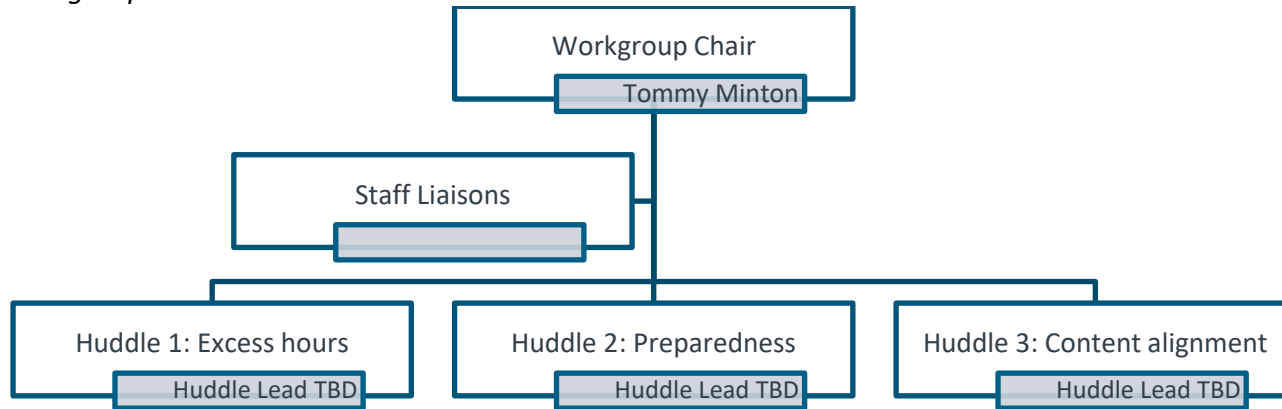 Workgroup Chair
Tommy Minton
Staff Liaisons
Huddle 1: Excess hours
Huddle Lead TBD
Huddle 2: Preparedness
Huddle Lead TBD
Huddle 3: Content alignment
Huddle Lead TBD